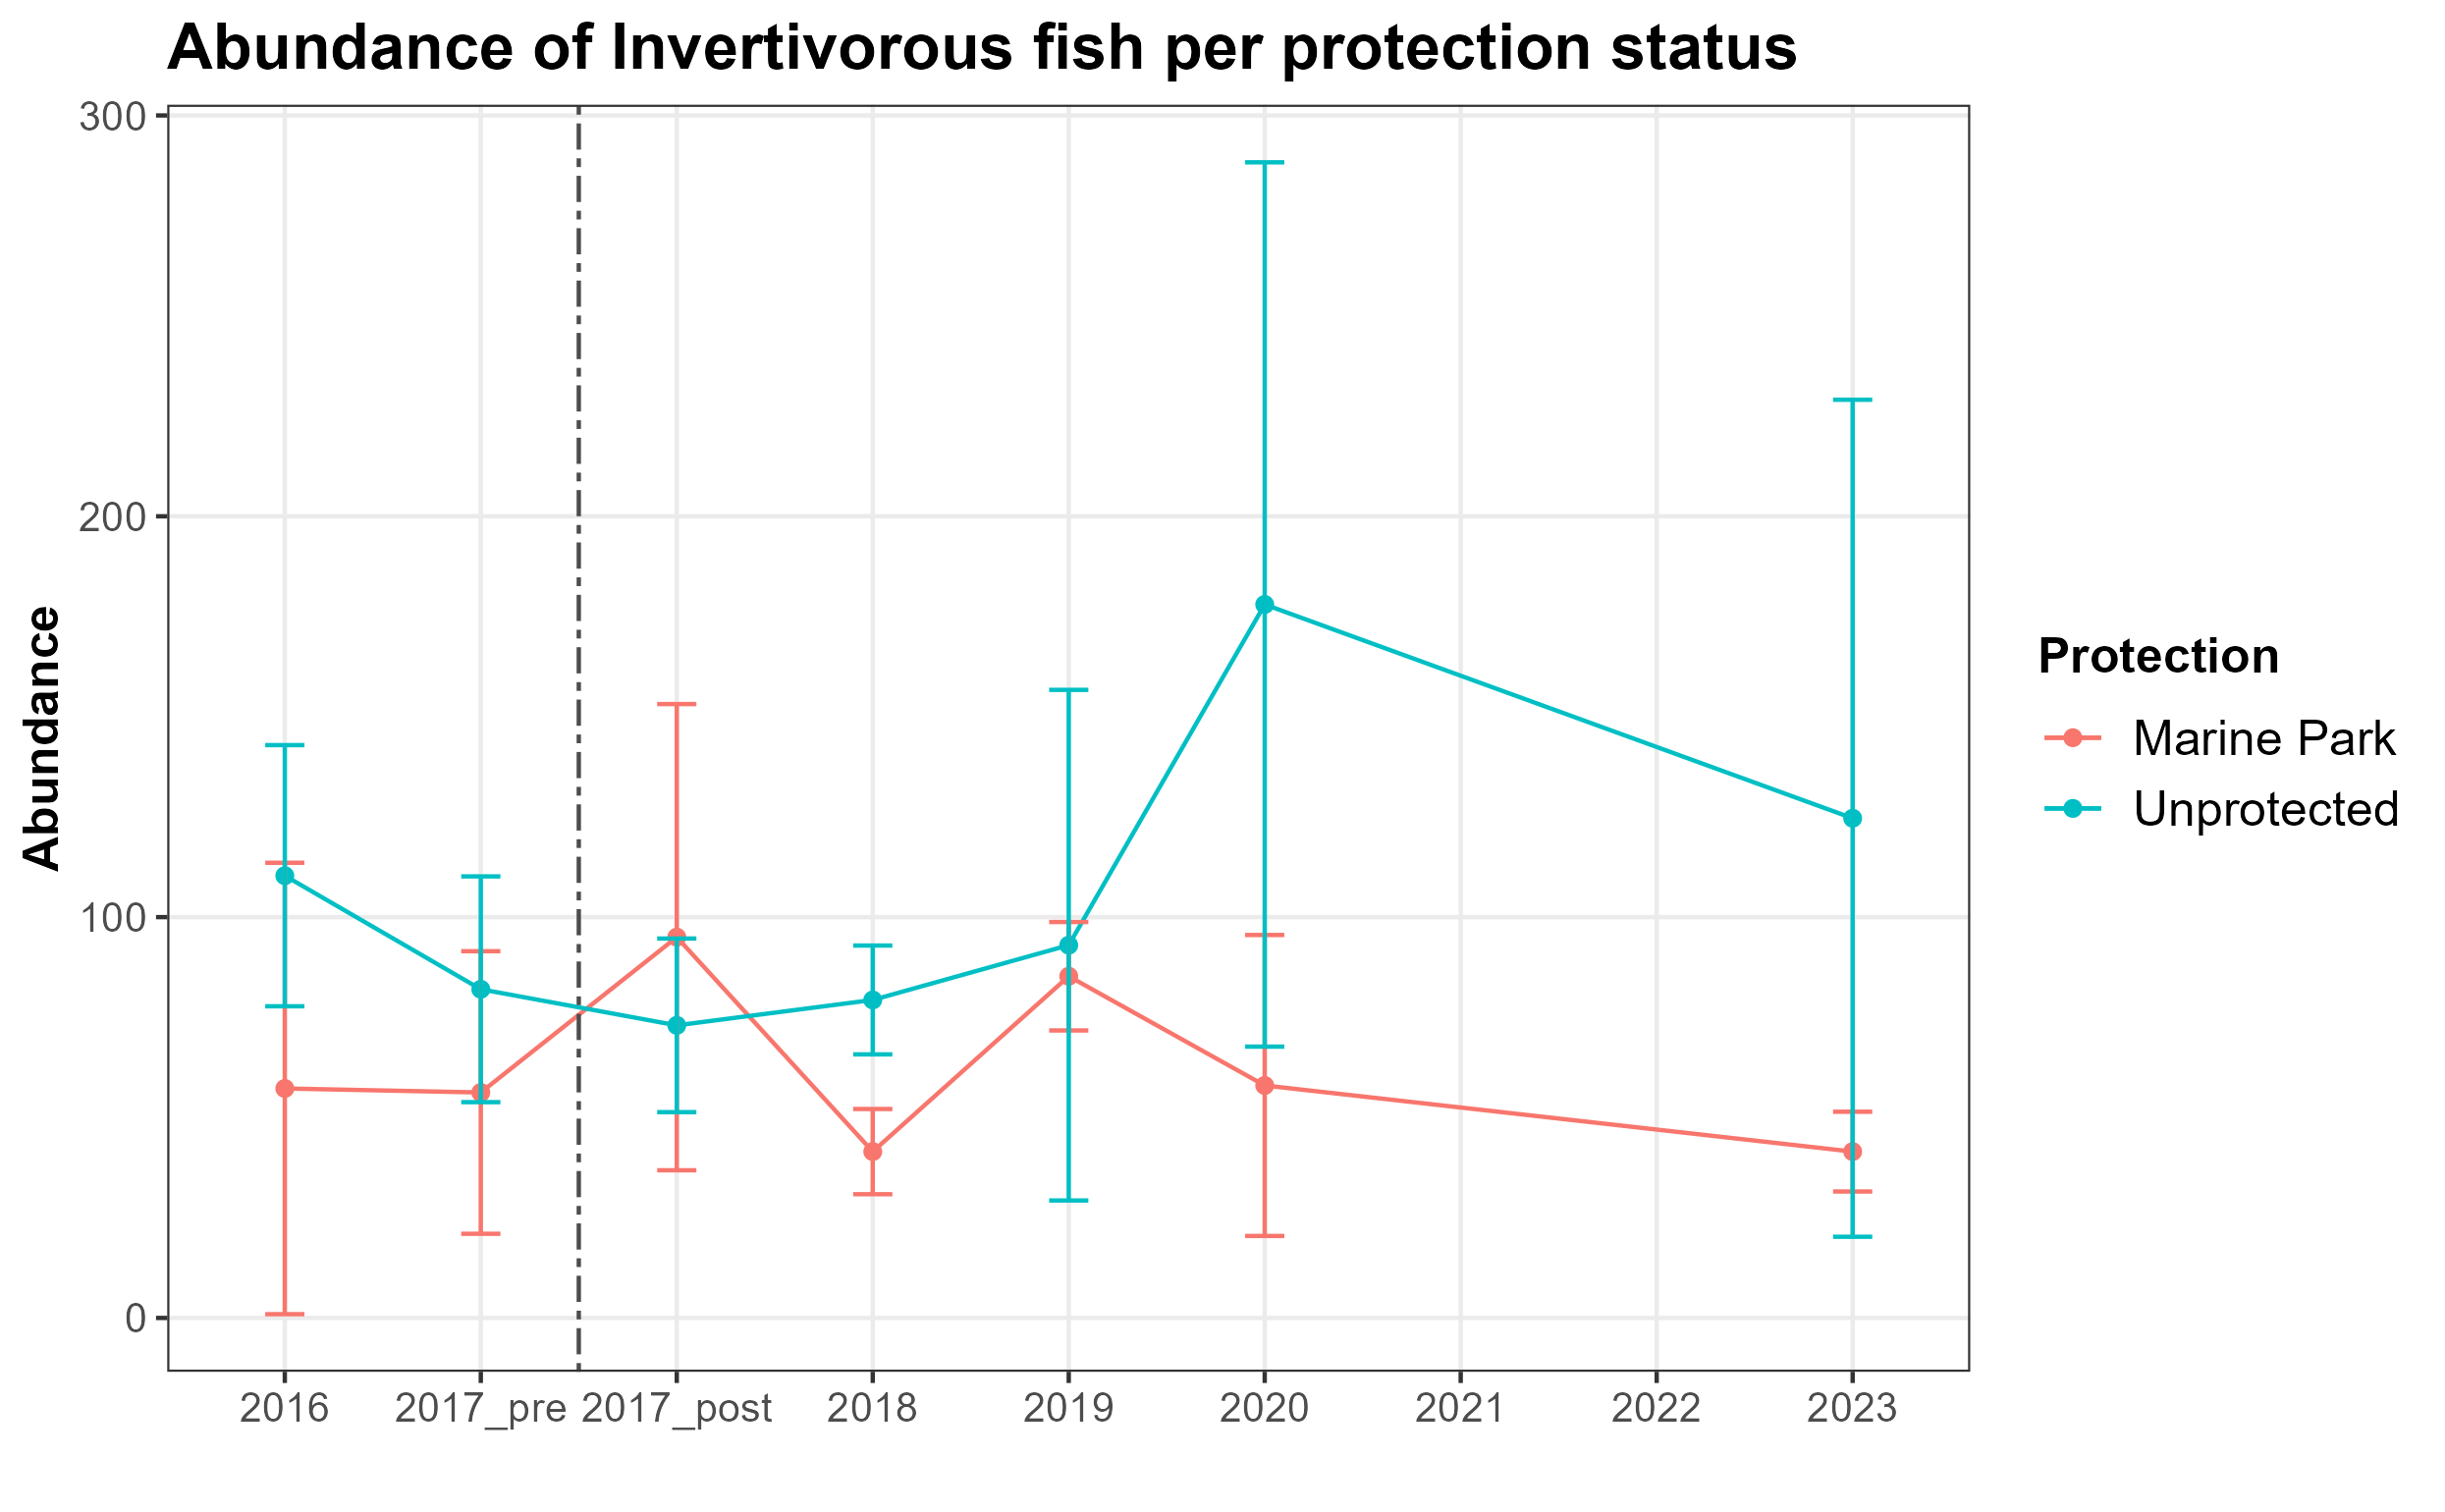 Abundance of Invertivorous fish per protection status
300
200
100
0
Abundance
2016 2017_pre 2017_post 2018 2019 2020 2021 2022 2023
Protection
Marine Park
Unprotected